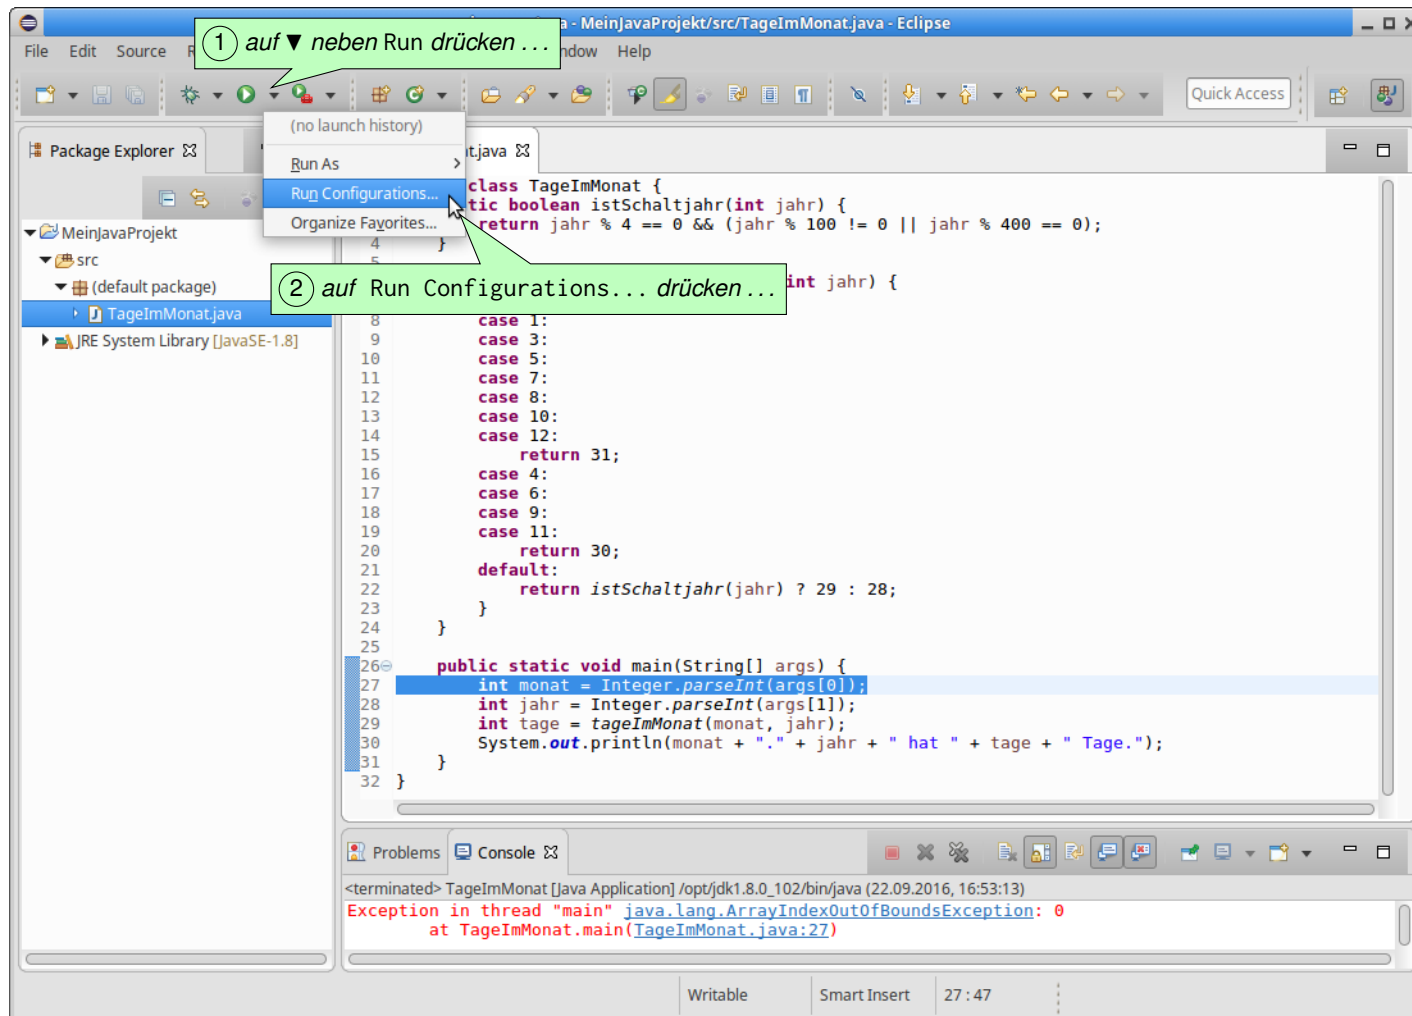 a - MeinJavaProjekt/src/TageImMonat.java - Eclipse
1 auf ▼ neben Run drücken ...
File Edit Source R ndow Help
Quick Access
(no launch history)
Package Explorer t.java
Run As
Run Configurations...
Organize Favorites...
MeinJavaProjekt
src
(default package)
TageImMonat.java
JRE System Library [JavaSE-1.8]
2 auf Run Configurations... drücken ...
class TageImMonat {
tic boolean istSchaltjahr(int jahr) {
return jahr % 4 == 0 && (jahr % 100 != 0 || jahr % 400 == 0);
4 }
5
int jahr) {
8 case 1:
9 case 3:
10 case 5:
11 case 7:
12 case 8:
13 case 10:
14 case 12:
15 return 31;
16 case 4:
17 case 6:
18 case 9:
19 case 11:
20 return 30;
21 default:
22 return istSchaltjahr(jahr) ? 29 : 28;
23 }
24 }
25
26 public static void main(String[] args) {
27 int monat = Integer.parseInt(args[0]);
28 int jahr = Integer.parseInt(args[1]);
29 int tage = tageImMonat(monat, jahr);
30 System.out.println(monat + "." + jahr + " hat " + tage + " Tage.");
31 }
32 }
Problems Console
<terminated> TageImMonat [Java Application] /opt/jdk1.8.0_102/bin/java (22.09.2016, 16:53:13)
Exception in thread "main" java.lang.ArrayIndexOutOfBoundsException: 0
at TageImMonat.main(TageImMonat.java:27)
Writable Smart Insert 27 : 47